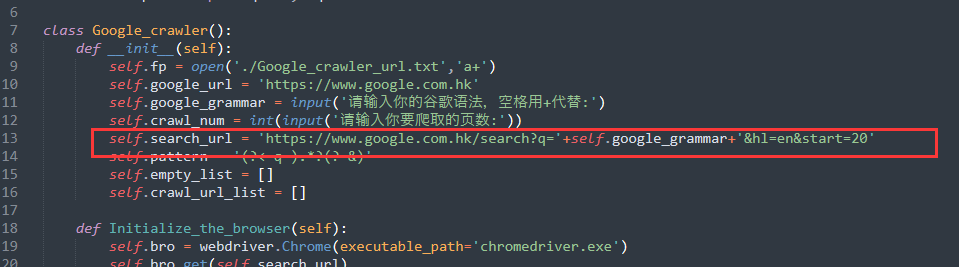 6
7 class Google_crawler():
8 def __init__(self):
9 self.fp = open('./Google_crawler_url.txt','a+')
10 self.google_url = 'https://www.google.com.hk'
11 self.google_grammar = input('请输入你的谷歌语法, 空格用+代替:')
12 self.crawl_num = int(input('请输入你要爬取的页数:'))
13 self.search_url = 'https://www.google.com.hk/search?q='+self.google_grammar+'&hl=en&start=20'
14 self.pattern
15 self.empty_list = []
16 self.crawl_url_list = []
17
18 def Initialize_the_browser(self):
19 self.bro = webdriver.Chrome(executable_path='chromedriver.exe')
20 self.bro.get(self.search_url)